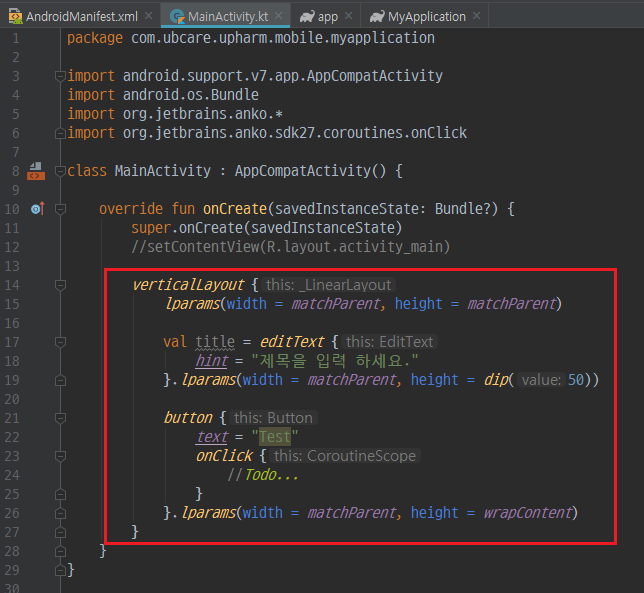 AndroidManifest.xml × MainActivity.kt × app × MyApplication ×
1 package com.ubcare.upharm.mobile.myapplication
2
3 import android.support.v7.app.AppCompatActivity
4 import android.os.Bundle
5 import org.jetbrains.anko.*
6 import org.jetbrains.anko.sdk27.coroutines.onClick
7
8 class MainActivity : AppCompatActivity() {
9
10 override fun onCreate(savedInstanceState: Bundle?) {
11 super.onCreate(savedInstanceState)
12 //setContentView(R.layout.activity_main)
13
14 verticalLayout { this: _LinearLayout
15 lparams(width = matchParent, height = matchParent)
16
17 val title = editText { this: EditText
18 hint = "제목을 입력 하세요."
19 }.lparams(width = matchParent, height = dip( value: 50))
20
21 button { this: Button
22 text = "Test"
23 onClick { this: CoroutineScope
24 //Todo...
25 }
26 }.lparams(width = matchParent, height = wrapContent)
27 }
28 }
29 }
30